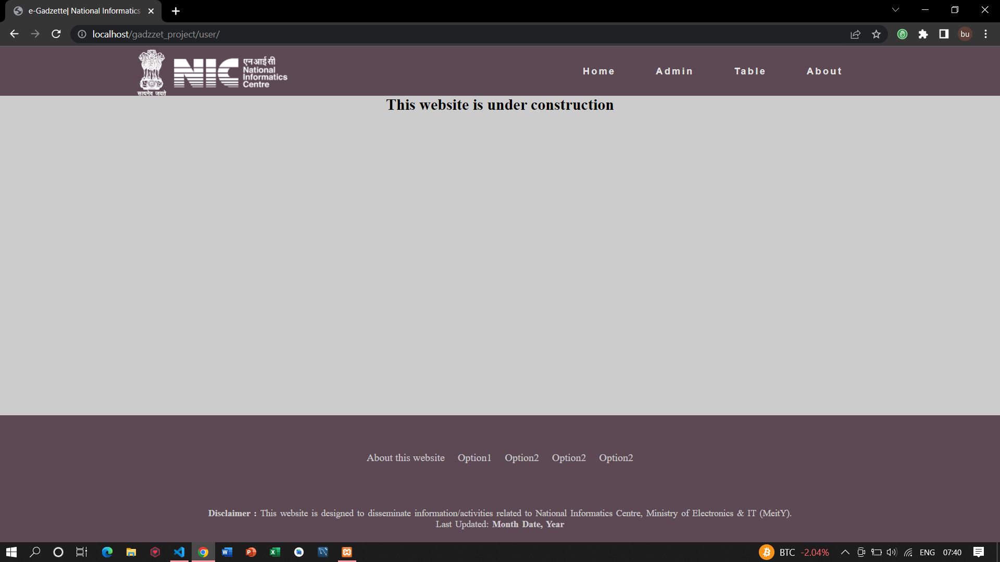 e-Gadzette| National Informatics
localhost/gadzzet_project/user/
bu
सत्यमेव जयते
NIC
एनआईसी
National
Informatics
Centre
Home Admin Table About
This website is under construction
About this website Option1 Option2 Option2 Option2
Disclaimer : This website is designed to disseminate information/activities related to National Informatics Centre, Ministry of Electronics & IT (MeitY).
Last Updated: Month Date, Year
BTC -2.04% ENG 07:40